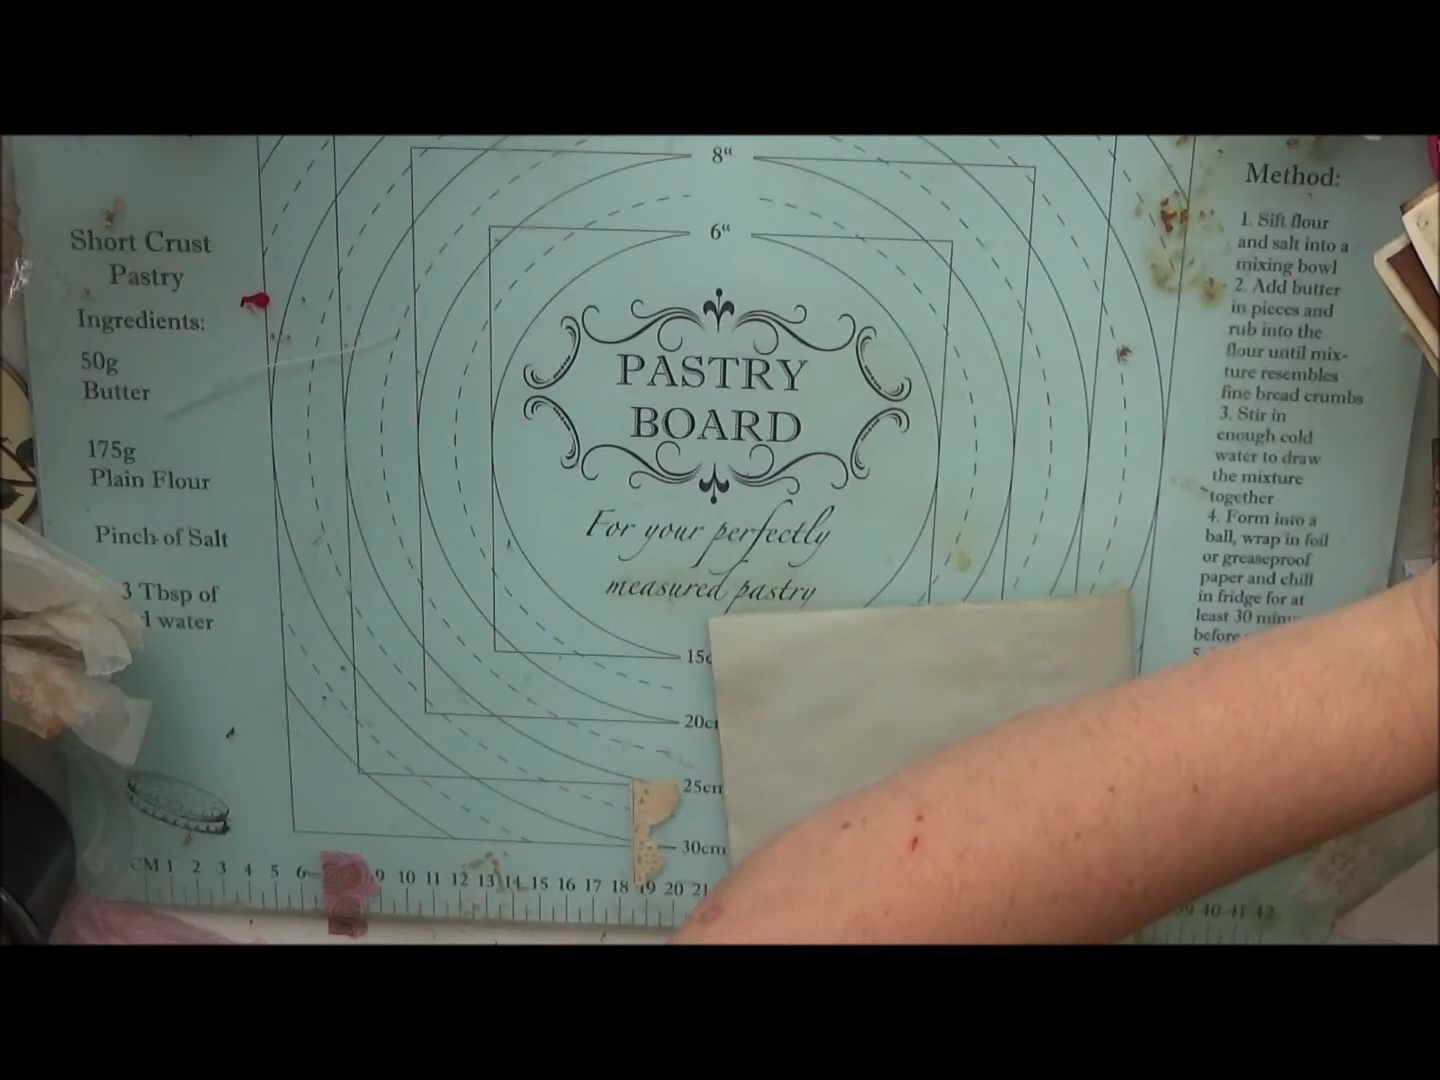 Short Crust
Pastry
Ingredients:
50g
Butter
175g
Plain Flour
Pinch of Salt
3 Tbsp of
water
8"
6"
PASTRY
BOARD
For your perfectly
measured pastry
20c
25cm
30cm
CM 1 2 3 4 5 6 9 10 11 12 13 14 15 16 17 18 19 20 21
40 41 42
Method:
1. Sift flour
and salt into a
mixing bowl
2. Add butter
in pieces and
rub into the
flour until mix-
ture resembles
fine bread crumbs
3. Stir in
enough cold
water to draw
the mixture
together
4. Form into a
ball, wrap in foil
or greaseproof
paper and chill
in fridge for at
least 30
before